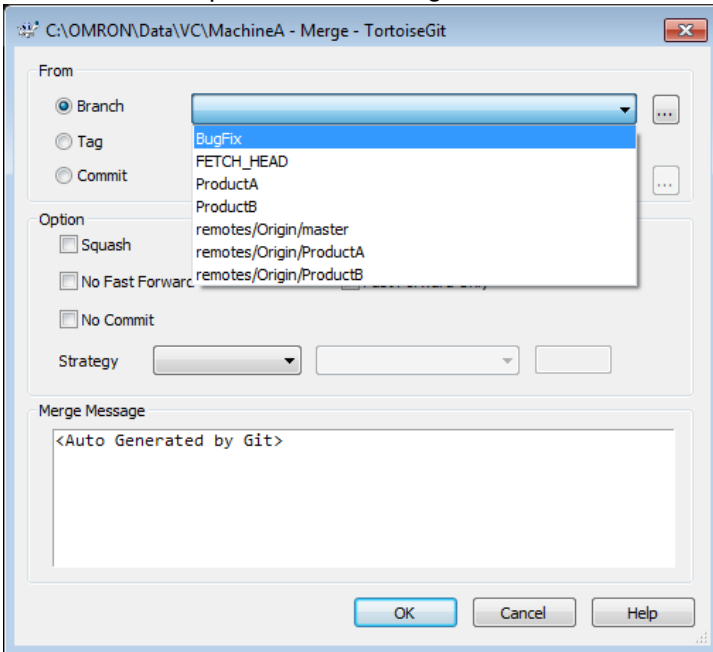 C:\OMRON\Data\VC\MachineA - Merge - TortoiseGit
From
Branch
...
Tag
BugFix
FETCH_HEAD
Commit
ProductA
...
ProductB
Option
remotes/Origin/master
Squash
remotes/Origin/ProductA
No Fast Forward
remotes/Origin/ProductB
No Commit
Strategy
Merge Message
<Auto Generated by Git>
OK Cancel Help